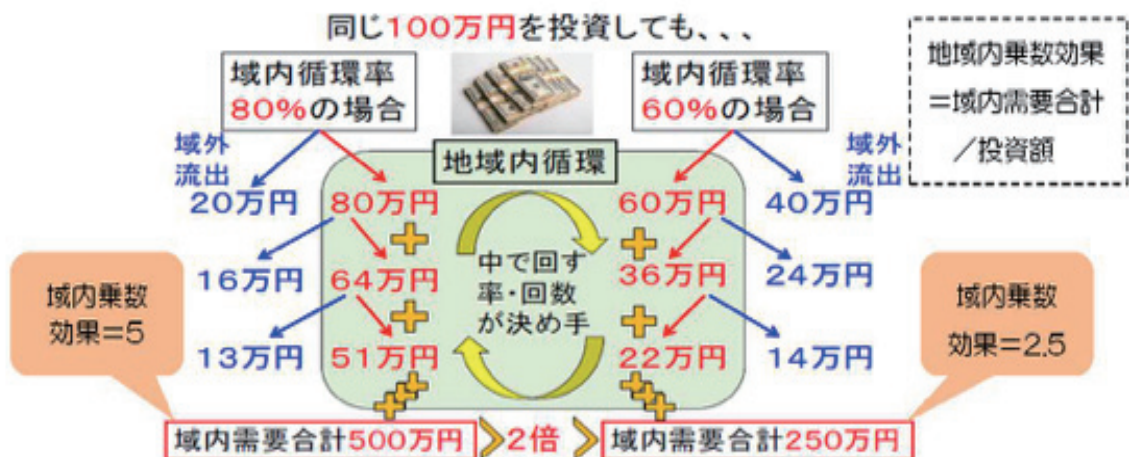 同じ100万円を投資しても、、、
域内循環率
80%の場合
域内循環率
60%の場合
地域内乗数効果
=域内需要合計
/投資額
域外
流出
地域内循環
域外
流出
20万円
80万円
60万円
40万円
16万円
64万円
中で回す
率・回数
が決め手
36万円
24万円
13万円
51万円
22万円
14万円
域内乗数
効果=5
域内乗数
効果=2.5
域内需要合計500万円
2倍
域内需要合計250万円